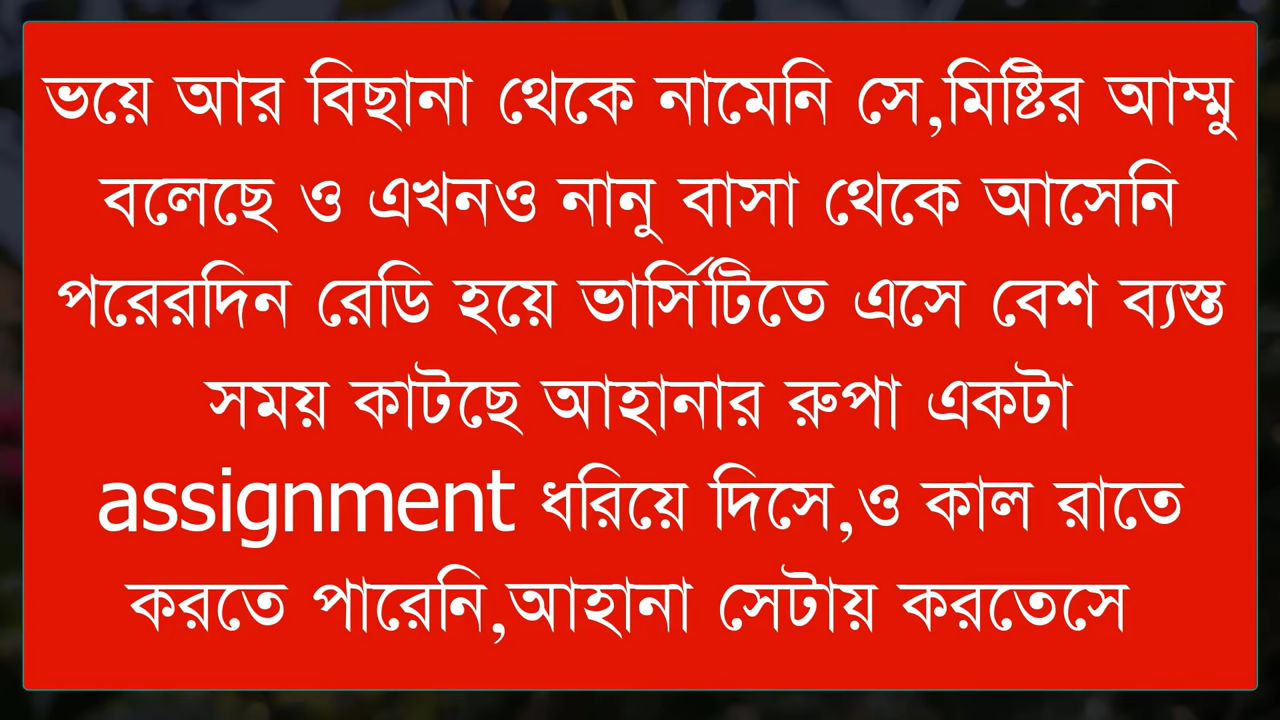 ভয়ে আর বিছানা থেকে নামেনি সে,মিষ্টির আম্মু
বলেছে ও এখনও নানু বাসা থেকে আসেনি
পরেরদিন রেডি হয়ে ভার্সিটিতে এসে বেশ ব্যস্ত
সময় কাটছে আহানার রুপা একটা
assignment ধরিয়ে দিসে,ও কাল রাতে
করতে পারেনি,আহানা সেটায় করতেসে